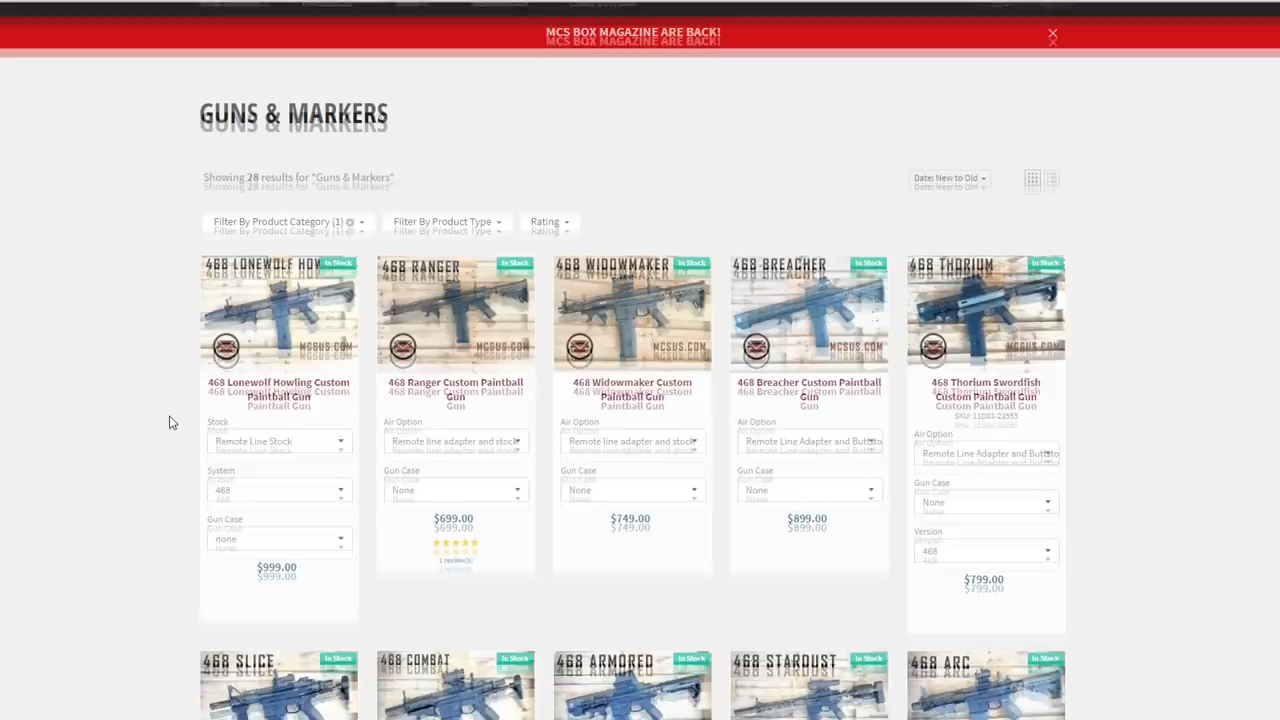 MCS BOX MAGAZINE ARE BACK!
GUNS & MARKERS
Showing 28 results for "Guns & Markers"
Date: New to Old
Filter By Product Category (1)
Filter By Product Type
Rating
468 LONEWOLF HOW
In Stock
468 RANGER
In Stock
468 WIDOWMAKER
In Stock
468 BREACHER
In Stock
468 THORIUM
In Stock
MCSUS.COM
MCSUS.COM
MCSUS.COM
MCSUS.COM
MCSUS.COM
468 Lonewolf Howling Custom
Paintball Gun
Stock
Remote Line Stock
System
468
Gun Case
none
$999.00
468 Ranger Custom Paintball
Gun
Air Option
Remote line adapter and stock
Gun Case
None
$699.00
1 review(s)
468 Widowmaker Custom
Paintball Gun
Air Option
Remote line adapter and stock
Gun Case
None
$749.00
468 Breacher Custom Paintball
Gun
Air Option
Remote Line Adapter and Buttsto
Gun Case
None
$899.00
468 Thorium Swordfish
Custom Paintball Gun
Air Option
Remote Line Adapter and Buttsto
Gun Case
None
Version
468
$799.00
468 SLICE
In Stock
468 COMBAT
In Stock
468 ARMORED
In Stock
468 STARDUST
In Stock
468 ARC
In Stock